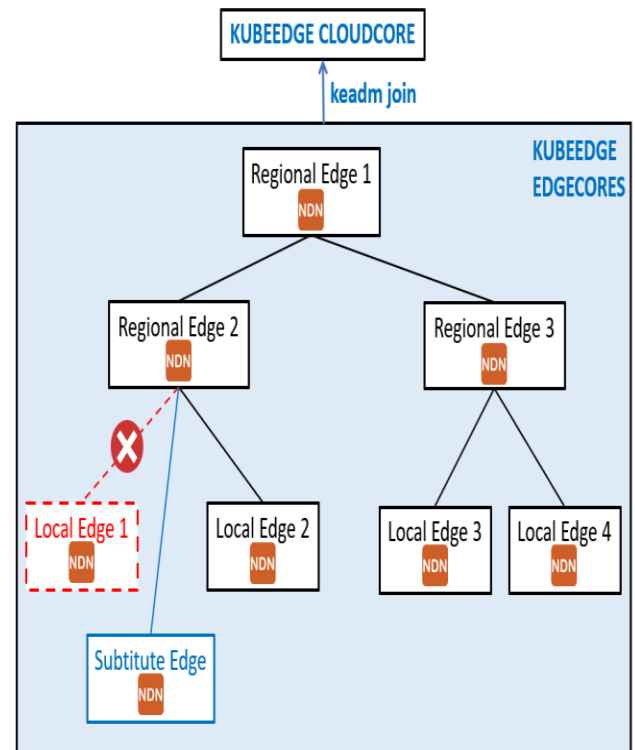 KUBEEDGE CLOUDCORE
keadm join
KUBEEDGE
EDGECORES
Regional Edge 1
NDN
Regional Edge 2
NDN
Regional Edge 3
NDN
Local Edge 1
NDN
Local Edge 2
NDN
Local Edge 3
NDN
Local Edge 4
NDN
Subtitute Edge
NDN